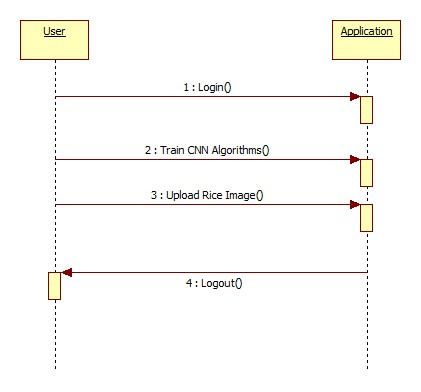 User
Application
1 : Login()
2 : Train CNN Algorithms()
3 : Upload Rice Image()
4 : Logout()